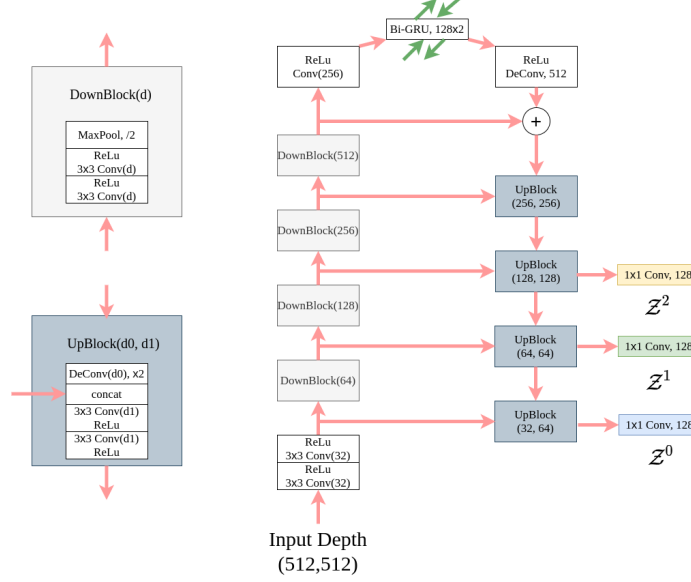 DownBlock(d)
MaxPool, /2
ReLu
3x3 Conv(d)
ReLu
3x3 Conv(d)
UpBlock(d0, d1)
DeConv(d0), x2
concat
3x3 Conv(d1)
ReLu
3x3 Conv(d1)
ReLu
Bi-GRU, 128x2
ReLu
Conv(256)
ReLu
DeConv, 512
+
DownBlock(512)
UpBlock
(256, 256)
DownBlock(256)
UpBlock
(128, 128)
1x1 Conv, 128
Z^2
DownBlock(128)
UpBlock
(64, 64)
1x1 Conv, 128
Z^1
DownBlock(64)
UpBlock
(32, 64)
1x1 Conv, 128
Z^0
ReLu
3x3 Conv(32)
ReLu
3x3 Conv(32)
Input Depth
(512,512)